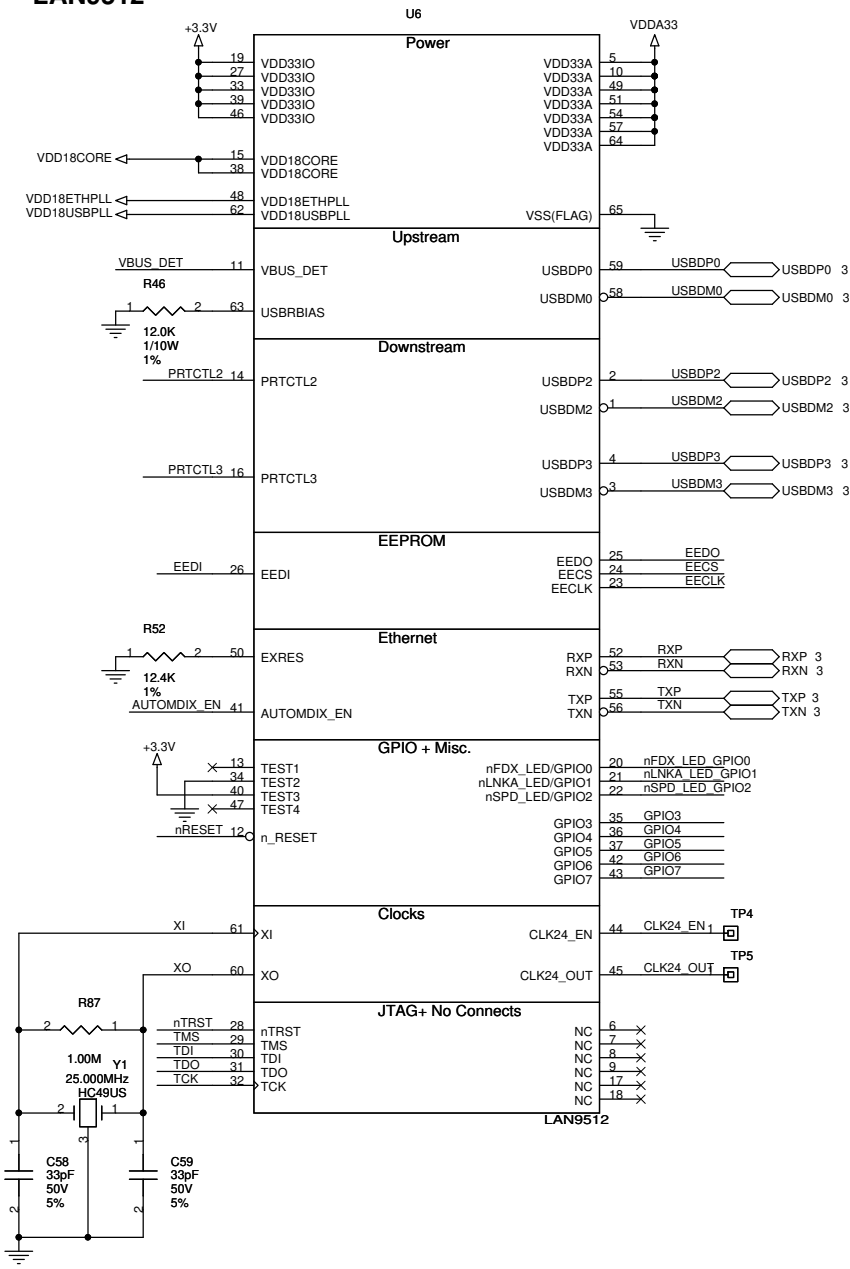 LAN9512
U6
+3.3V
VDDA33
Power
19 VDD33IO
27 VDD33IO
33 VDD33IO
39 VDD33IO
46 VDD33IO
VDD33A 5
VDD33A 10
VDD33A 49
VDD33A 51
VDD33A 54
VDD33A 57
VDD33A 64
VDD18CORE 15 VDD18CORE
38 VDD18CORE
VDD18ETHPLL 48 VDD18ETHPLL
VDD18USBPLL 62 VDD18USBPLL
VSS(FLAG) 65
Upstream
VBUS_DET 11 VBUS_DET
USBDP0 59 USBDP0 USBDP0 3
R46
USBDM0 58 USBDM0 USBDM0 3
1 2 63 USBRBIAS
12.0K
1/10W
1%
Downstream
PRTCTL2 14 PRTCTL2
USBDP2 2 USBDP2 USBDP2 3
USBDM2 1 USBDM2 USBDM2 3
PRTCTL3 16 PRTCTL3
USBDP3 4 USBDP3 USBDP3 3
USBDM3 3 USBDM3 USBDM3 3
EEPROM
EEDI 26 EEDI
EEDO 25 EEDO
EECS 24 EECS
EECLK 23 EECLK
Ethernet
R52
1 2 50 EXRES
12.4K
1%
RXP 52 RXP RXP 3
RXN 53 RXN RXN 3
AUTOMDIX_EN 41 AUTOMDIX_EN
TXP 55 TXP TXP 3
TXN 56 TXN TXN 3
GPIO + Misc.
+3.3V
13 TEST1
34 TEST2
40 TEST3
47 TEST4
nRESET 12 n_RESET
nFDX_LED/GPIO0 20 nFDX_LED_GPIO0
nLNKA_LED/GPIO1 21 nLNKA_LED_GPIO1
nSPD_LED/GPIO2 22 nSPD_LED_GPIO2
GPIO3 35 GPIO3
GPIO4 36 GPIO4
GPIO5 37 GPIO5
GPIO6 42 GPIO6
GPIO7 43 GPIO7
Clocks
XI 61 XI
CLK24_EN 44 CLK24_EN 1 TP4
XO 60 XO
CLK24_OUT 45 CLK24_OUT 1 TP5
JTAG+ No Connects
nTRST 28 nTRST
TMS 29 TMS
TDI 30 TDI
TDO 31 TDO
TCK 32 TCK
NC 6
NC 7
NC 8
NC 9
NC 17
NC 18
LAN9512
R87
2 1
1.00M
Y1
25.000MHz
HC49US
2 1
3
1
C58
33pF
50V
5%
2
1
C59
33pF
50V
5%
2